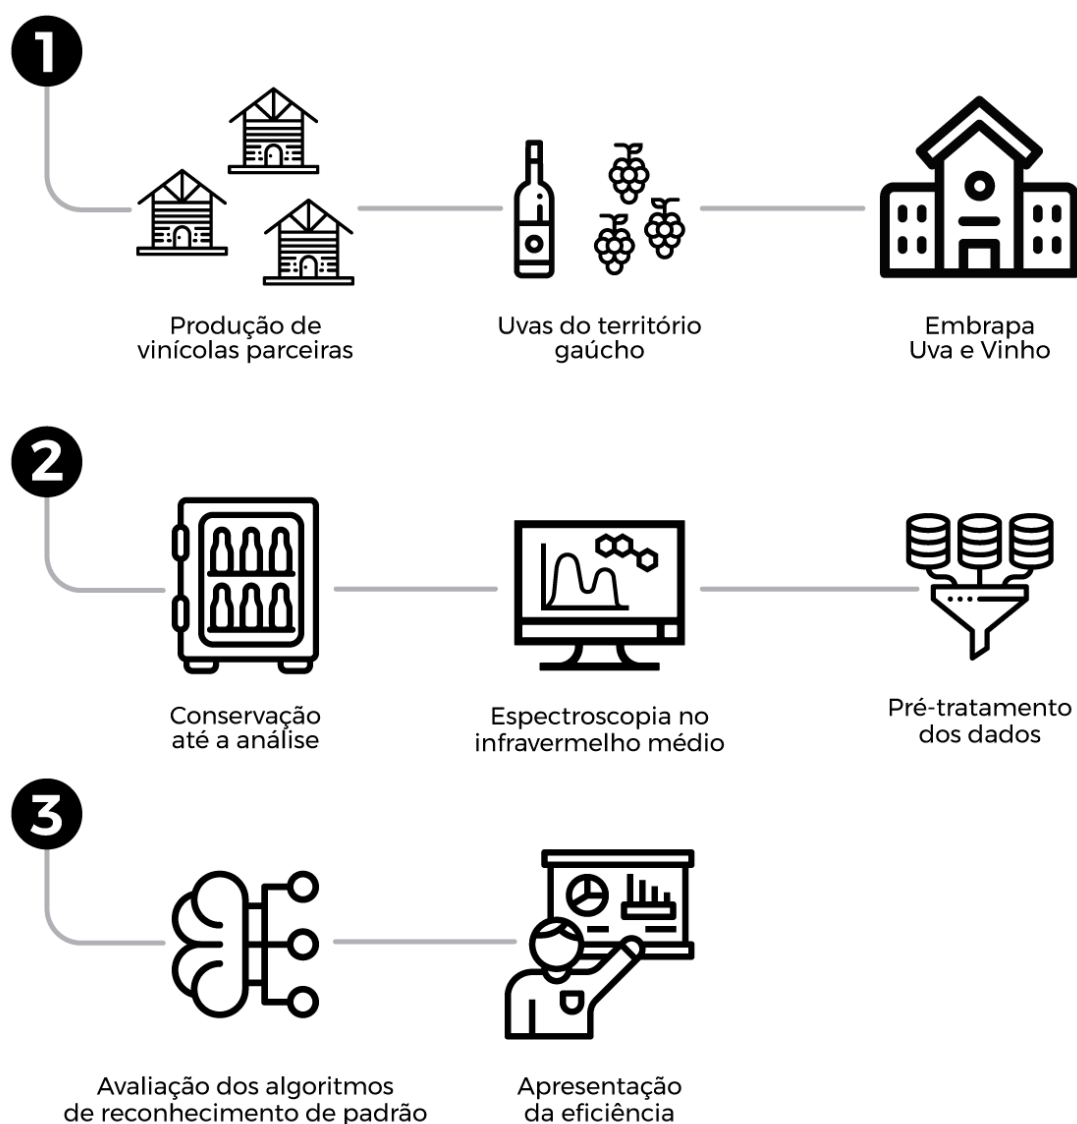 1
Produção de
vinícolas parceiras
Uvas do território
gaúcho
Embrapa
Uva e Vinho
2
Conservação
até a análise
Espectroscopia no
infravermelho médio
Pré-tratamento
dos dados
3
Avaliação dos algoritmos
de reconhecimento de padrão
Apresentação
da eficiência